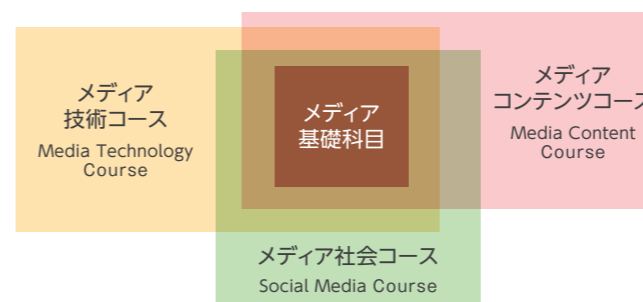 メディア
技術コース
Media Technology
Course
メディア
基礎科目
メディア
コンテンツコース
Media Content
Course
メディア社会コース
Social Media Course